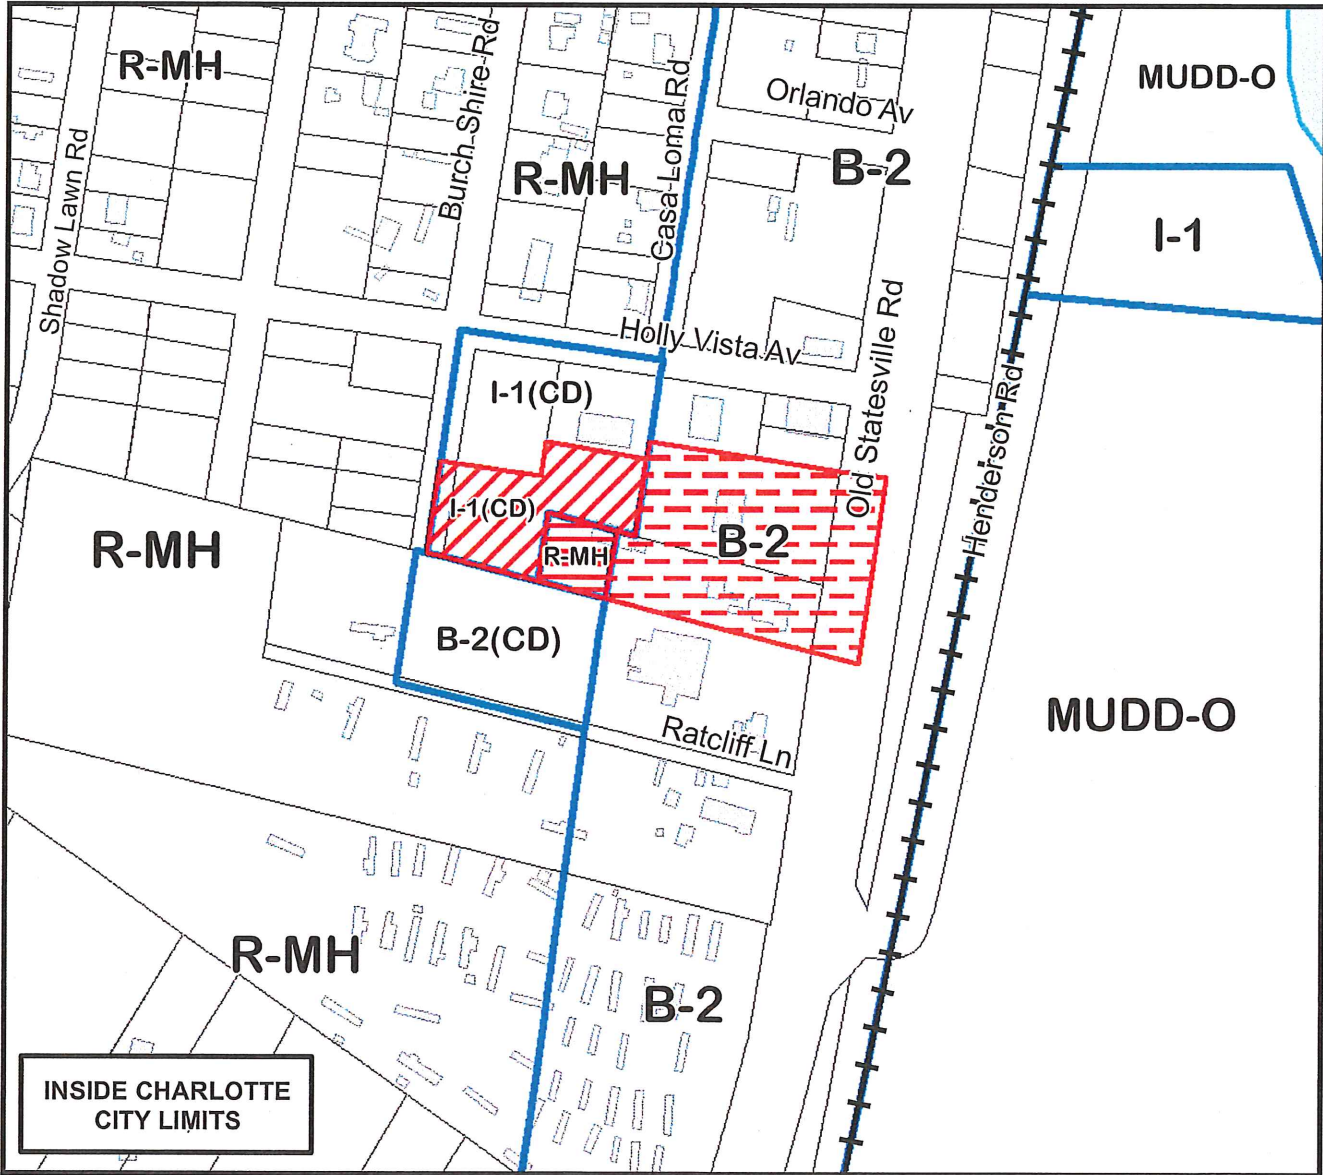 R-MH
MUDD-O
Orlando Av
Burch Shire Rd
Casa Loma Rd
R-MH
B-2
Shadow Lawn Rd
I-1
Holly Vista Av
Old Statesville Rd
Henderson Rd
I-1(CD)
I-1(CD)
B-2
R-MH
R-MH
B-2(CD)
MUDD-O
Ratcliff Ln
R-MH
B-2
INSIDE CHARLOTTE
CITY LIMITS